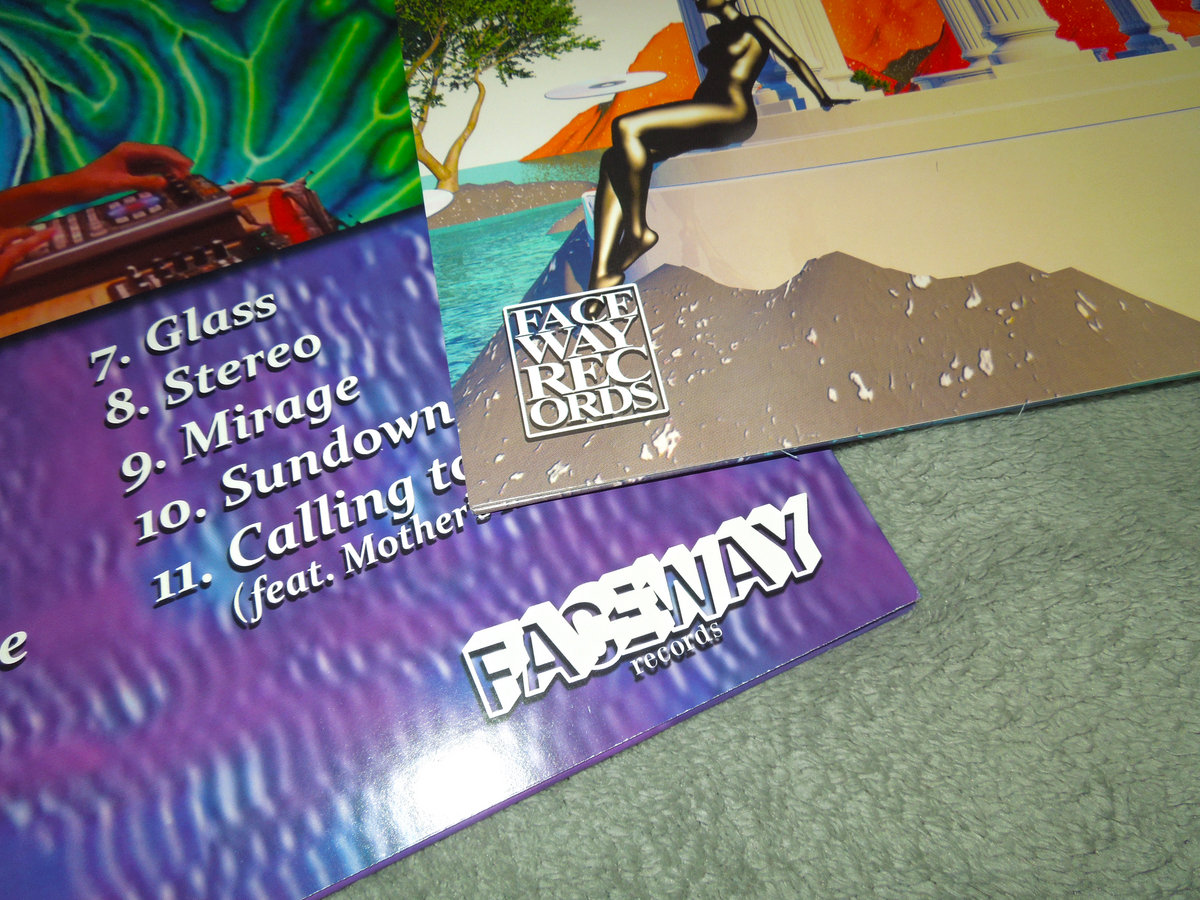 7. Glass
8. Stereo
9. Mirage
10. Sundown
11. Calling to
(feat. Mother's
e
FACE
WAY
REC
ORDS
FACEWAY
records